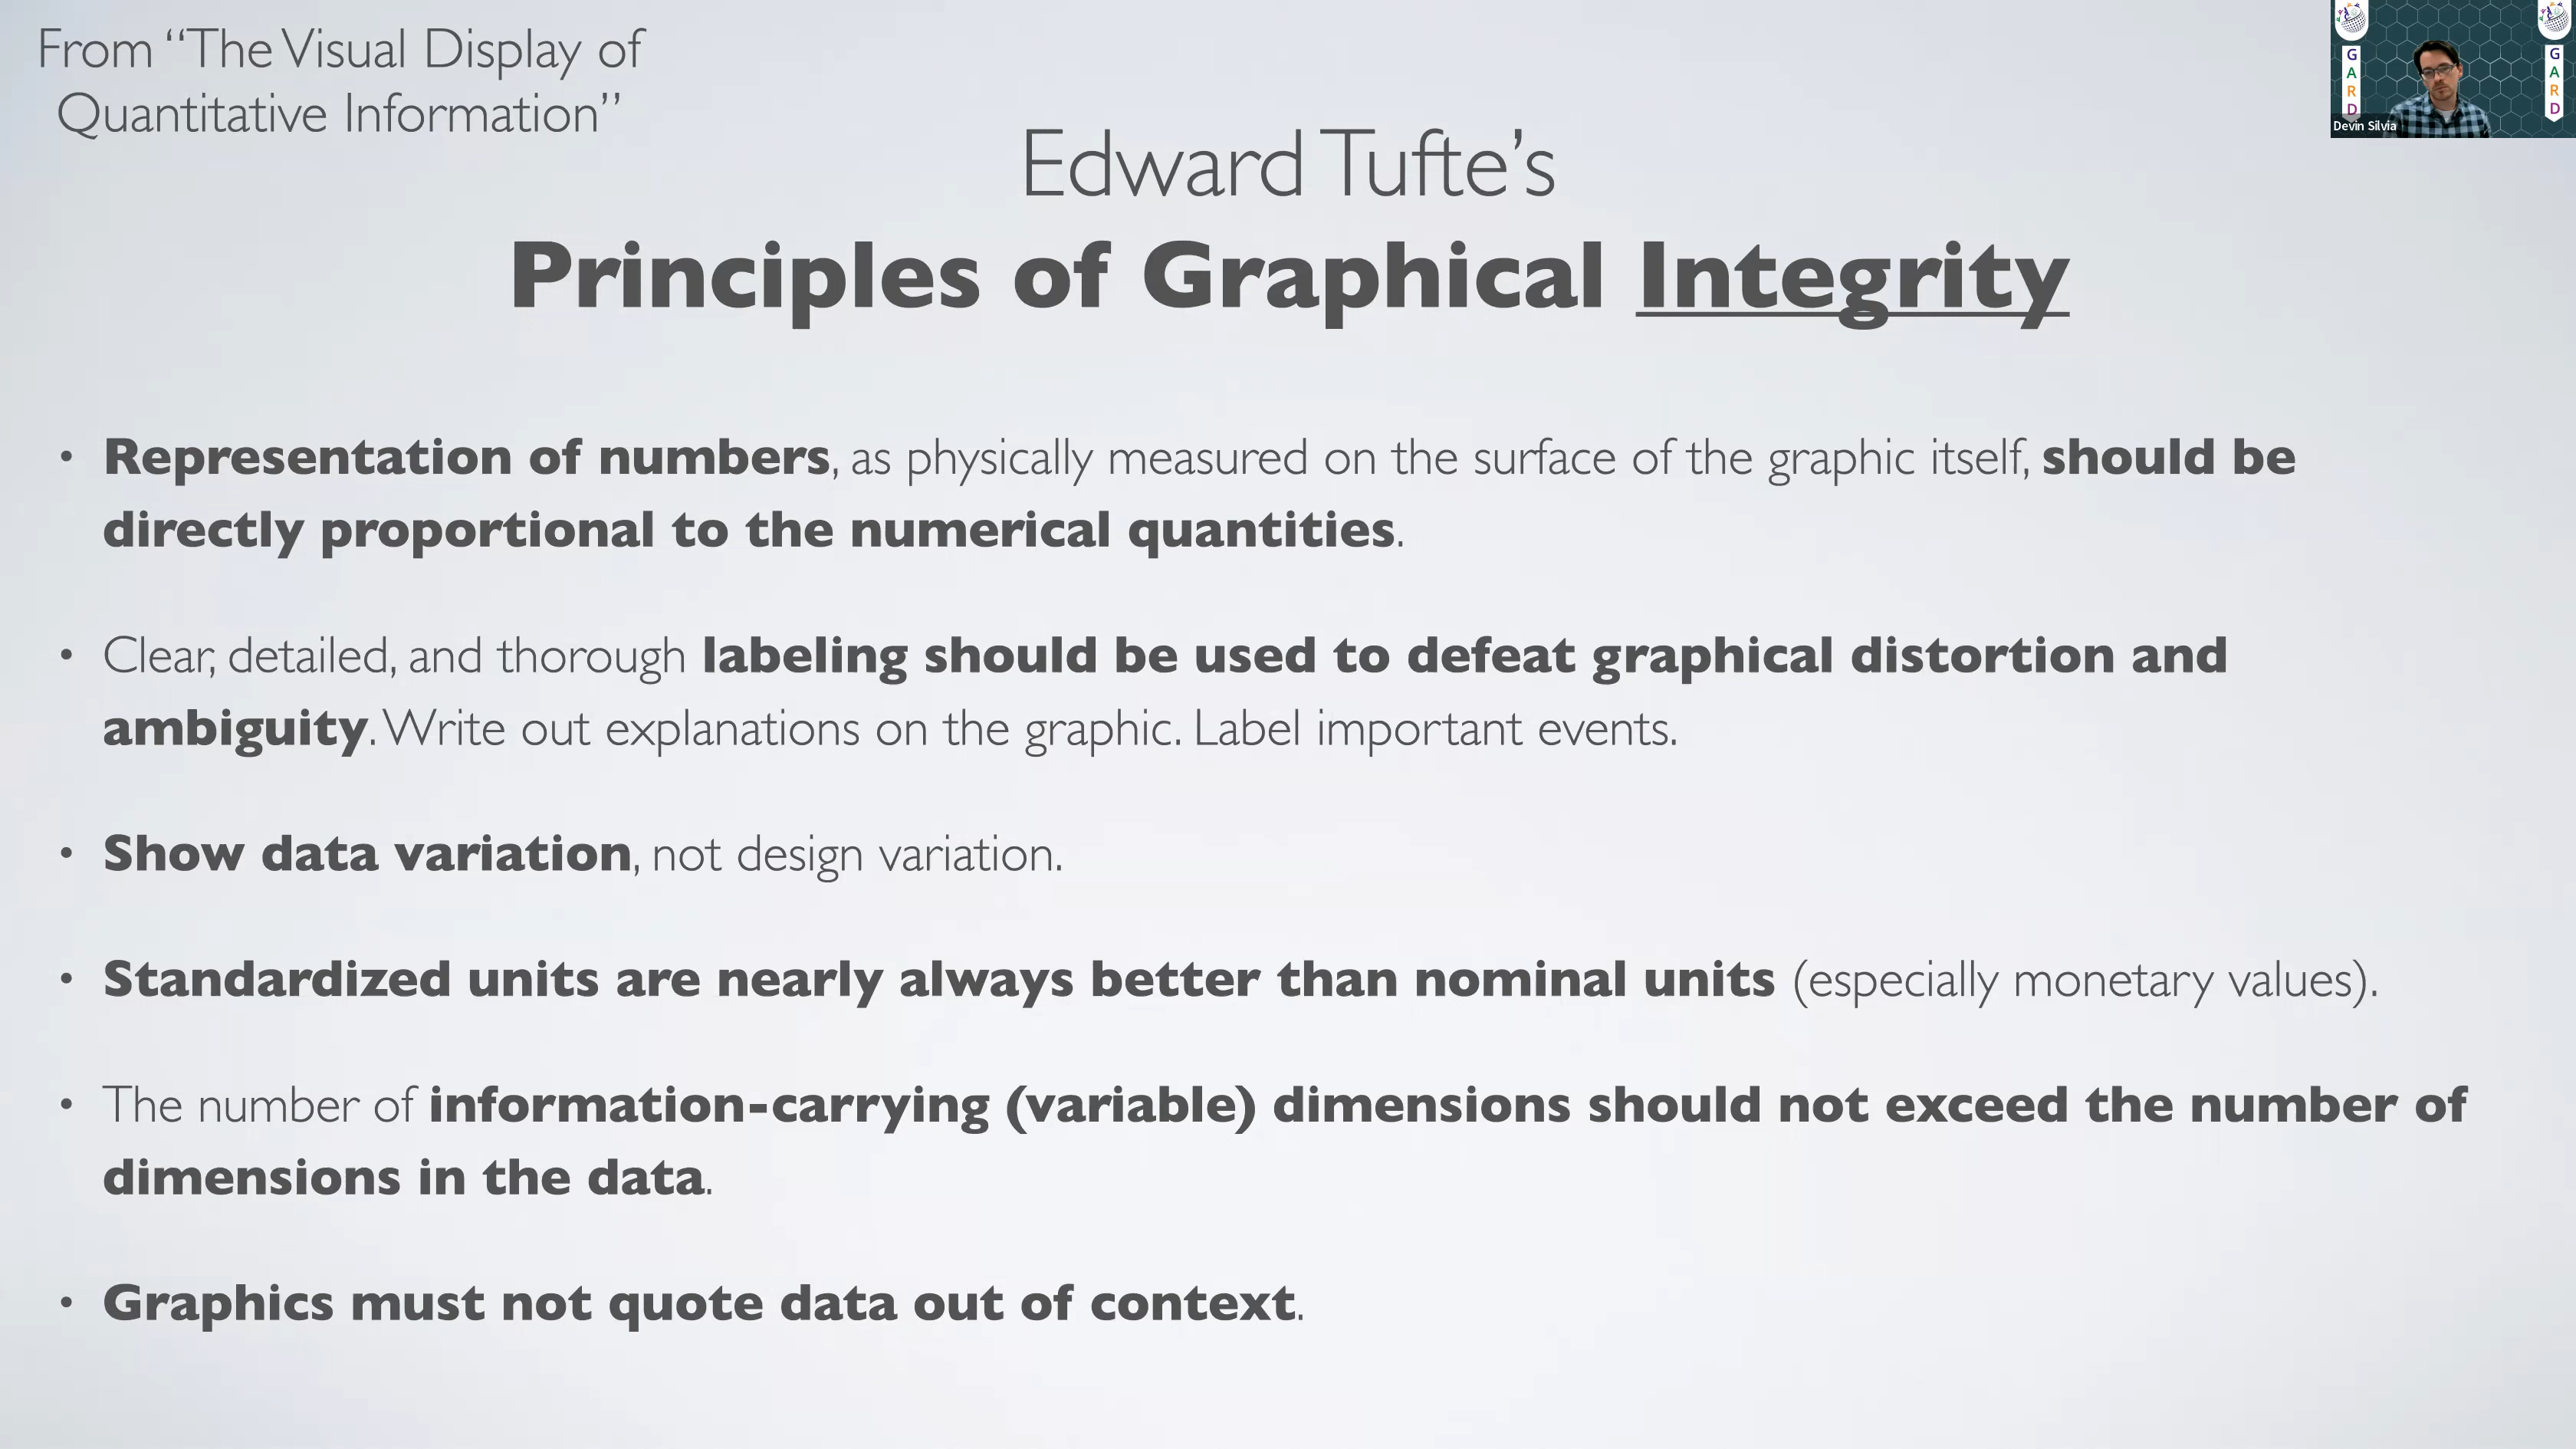 From “The Visual Display of
Quantitative Information”
G
A
R
D
G
A
R
D
Devin Silvia
Edward Tufte’s
Principles of Graphical Integrity
• Representation of numbers, as physically measured on the surface of the graphic itself, should be
directly proportional to the numerical quantities.
• Clear, detailed, and thorough labeling should be used to defeat graphical distortion and
ambiguity. Write out explanations on the graphic. Label important events.
• Show data variation, not design variation.
• Standardized units are nearly always better than nominal units (especially monetary values).
• The number of information-carrying (variable) dimensions should not exceed the number of
dimensions in the data.
• Graphics must not quote data out of context.